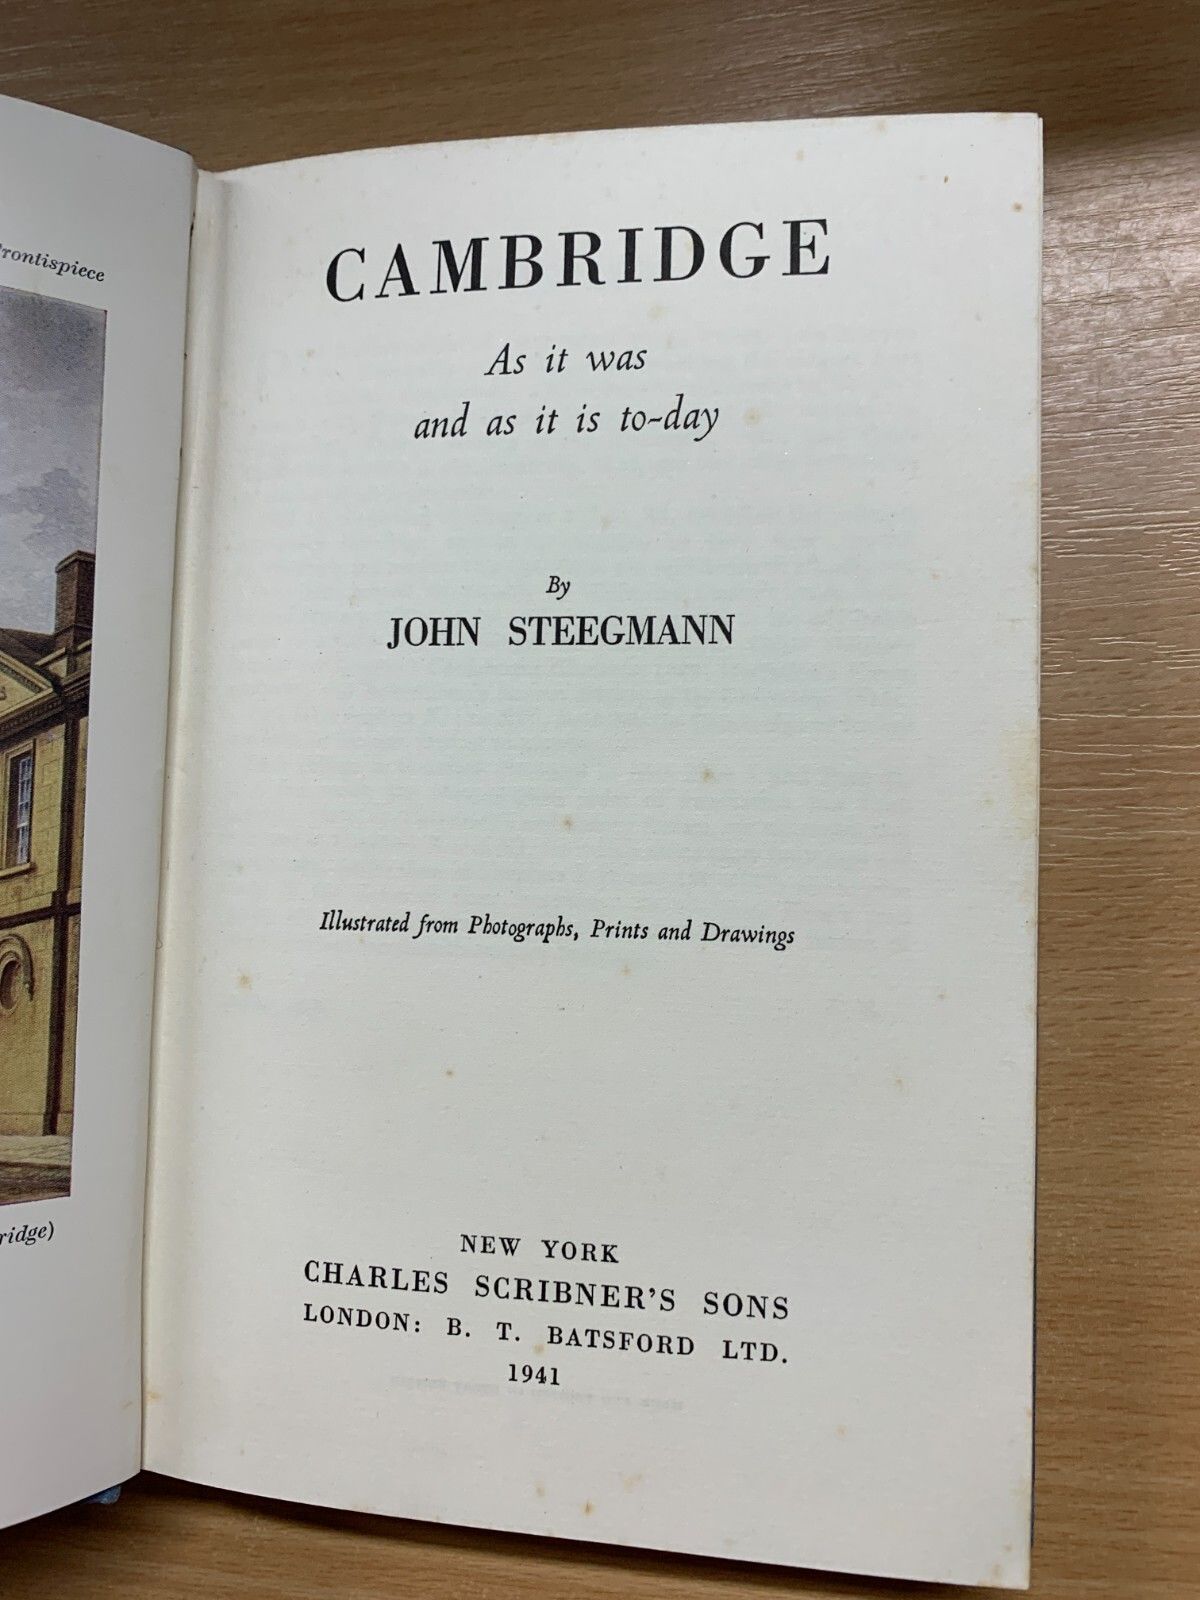 rontispiece
ridge)
CAMBRIDGE
As it was
and as it is to-day
By
JOHN STEEGMANN
Illustrated from Photographs, Prints and Drawings
NEW YORK
CHARLES SCRIBNER'S SONS
LONDON: B. T. BATSFORD LTD.
1941